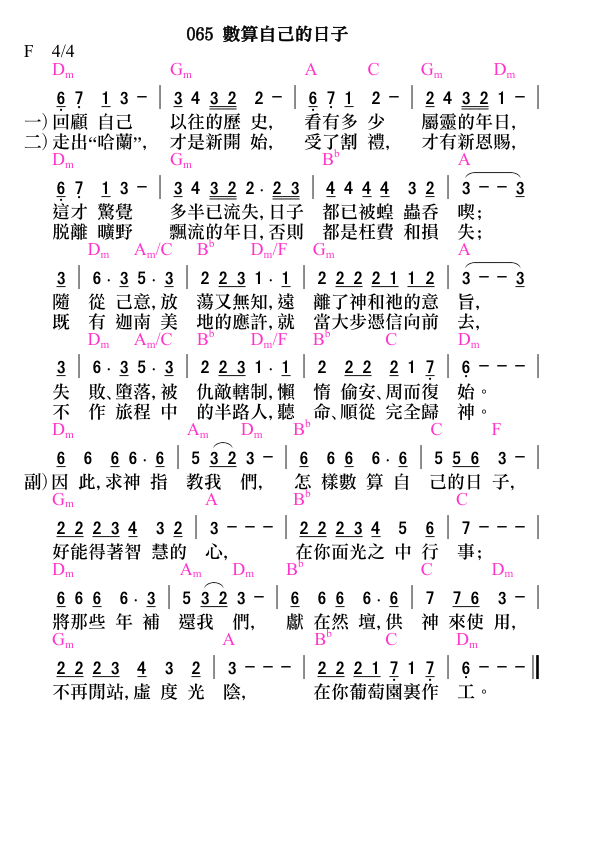 065 數算自己的日子
F 4/4
Dm Gm A C Gm Dm
6 7 1 3 - | 3 4 3 2 2 - | 6 7 1 2 - | 2 4 3 2 1 - |
一)回顧 自己 以往的歷 史， 看有多 少 屬靈的年日，
二)走出“哈蘭”， 才是新開 始， 受了割 禮， 才有新恩賜，
Dm Gm Bb A
6 7 1 3 - | 3 4 3 2 2 . 2 3 | 4 4 4 4 3 2 | 3 - - 3
這才 驚覺 多半已流失，日子 都已被蝗 蟲吞 喫；
脫離 曠野 飄流的年日，否則 都是枉費 和損 失；
Dm Am/C Bb Dm/F Gm A
3 | 6 . 3 5 . 3 | 2 2 3 1 . 1 | 2 2 2 2 1 1 2 | 3 - - 3
隨 從 己意，放 蕩又無知，遠 離了神和祂的意 旨，
既 有 迦南 美 地的應許，就 當大步憑信向前 去，
Dm Am/C Bb Dm/F Bb C Dm
3 | 6 . 3 5 . 3 | 2 2 3 1 . 1 | 2 2 2 2 1 7 | 6 - - - |
失 敗、墮落，被 仇敵轄制，懶 惰 偷安、周而復 始。
不 作 旅程 中 的半路人，聽 命、順從 完全歸 神。
Dm Am Dm Bb C F
6 6 6 6 . 6 | 5 3 2 3 - | 6 6 6 6 . 6 | 5 5 6 3 - |
副)因 此，求神 指 教我 們， 怎 樣數 算 自 己的日 子，
Gm A Bb C
2 2 2 3 4 3 2 | 3 - - - | 2 2 2 3 4 5 6 | 7 - - - |
好能得著智 慧的 心， 在你面光之 中 行 事；
Dm Am Dm Bb C Dm
6 6 6 6 . 3 | 5 3 2 3 - | 6 6 6 6 . 6 | 7 7 6 3 - |
將那些 年 補 還我 們， 獻 在然 壇，供 神 來使 用，
Gm A Bb C Dm
2 2 2 3 4 3 2 | 3 - - - | 2 2 2 1 7 1 7 | 6 - - - ‖
不再閒站，虛 度 光 陰， 在你葡萄園裏作 工。